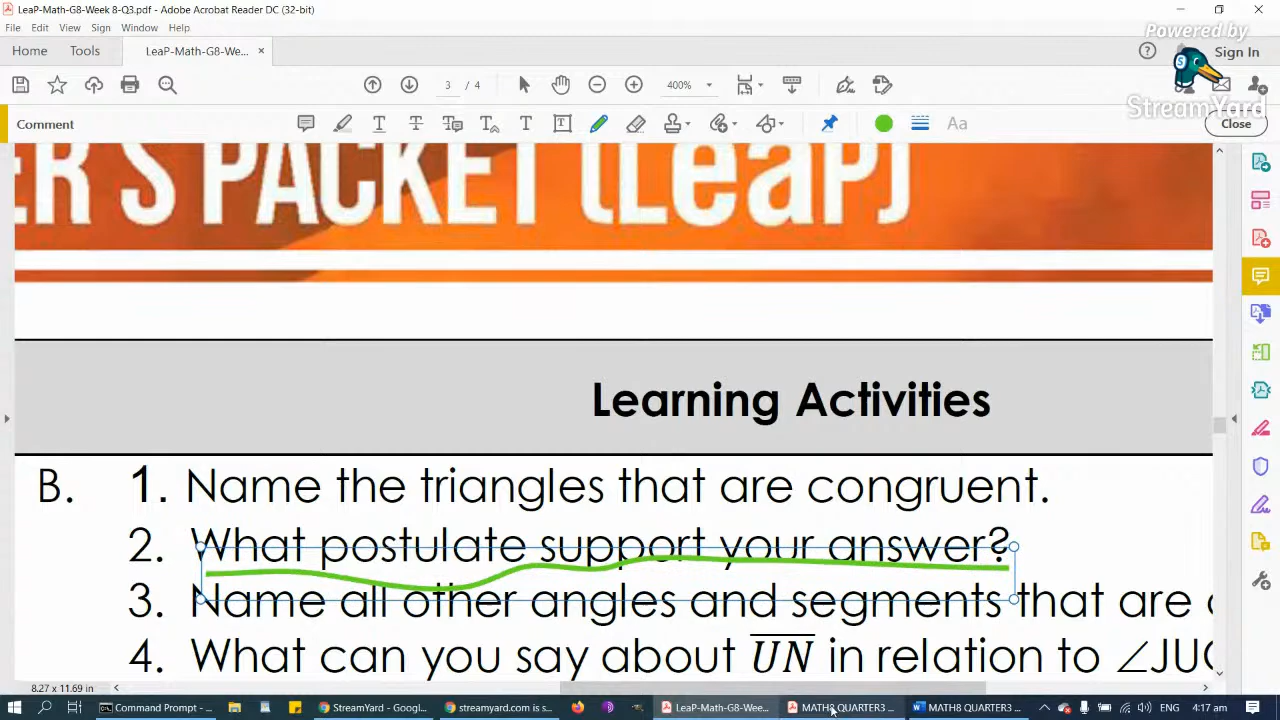 LeaP-Math-G8-Week 8-Q3.pdf - Adobe Acrobat Reader DC (32-bit)
File Edit View Sign Window Help
Powered by
Home Tools LeaP-Math-G8-We... × Sign In
3 / 4 400%
StreamYard
Comment Aa Close
ER'S PACKET (LeaP)
Learning Activities
B. 1. Name the triangles that are congruent.
2. What postulate support your answer?
3. Name all other angles and segments that are
4. What can you say about UN in relation to ∠JUC
8.27 x 11.69 in
Command Prompt - ... StreamYard - Googl... streamyard.com is s... LeaP-Math-G8-We... MATH8 QUARTER3 ... MATH8 QUARTER3 ... 4:17 am